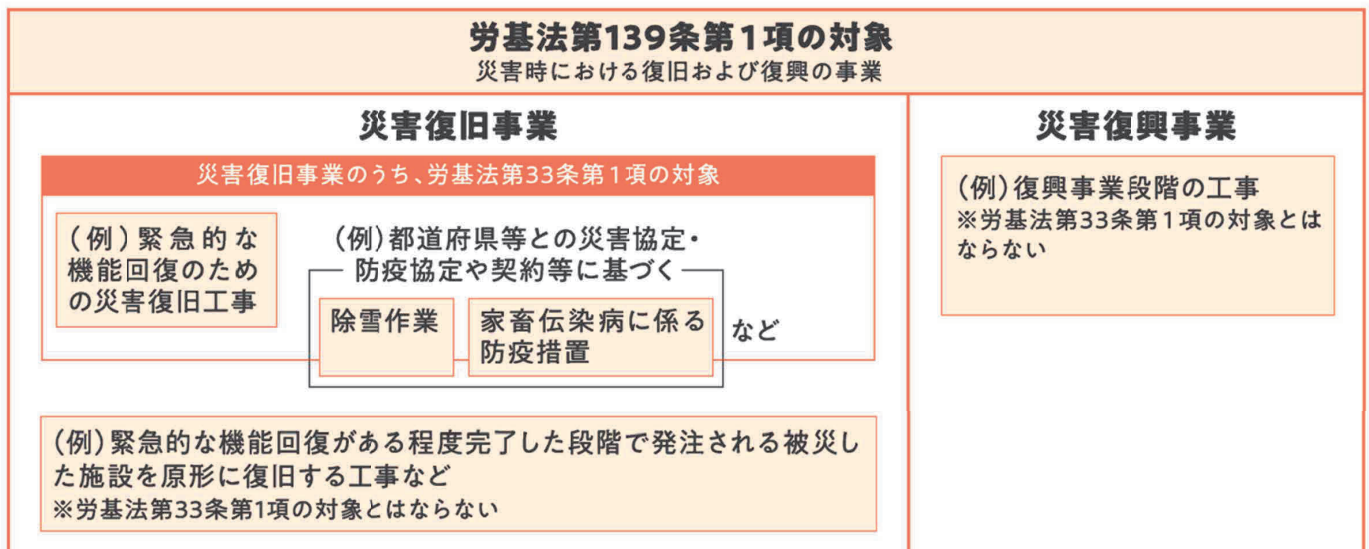 労基法第139条第1項の対象
災害時における復旧および復興の事業
災害復旧事業
災害復旧事業のうち、労基法第33条第1項の対象
(例)緊急的な
機能回復のため
の災害復旧工事
(例)都道府県等との災害協定・
防疫協定や契約等に基づく
除雪作業
家畜伝染病に係る
防疫措置
など
(例)緊急的な機能回復がある程度完了した段階で発注される被災し
た施設を原形に復旧する工事など
※労基法第33条第1項の対象とはならない
災害復興事業
(例)復興事業段階の工事
※労基法第33条第1項の対象とは
ならない